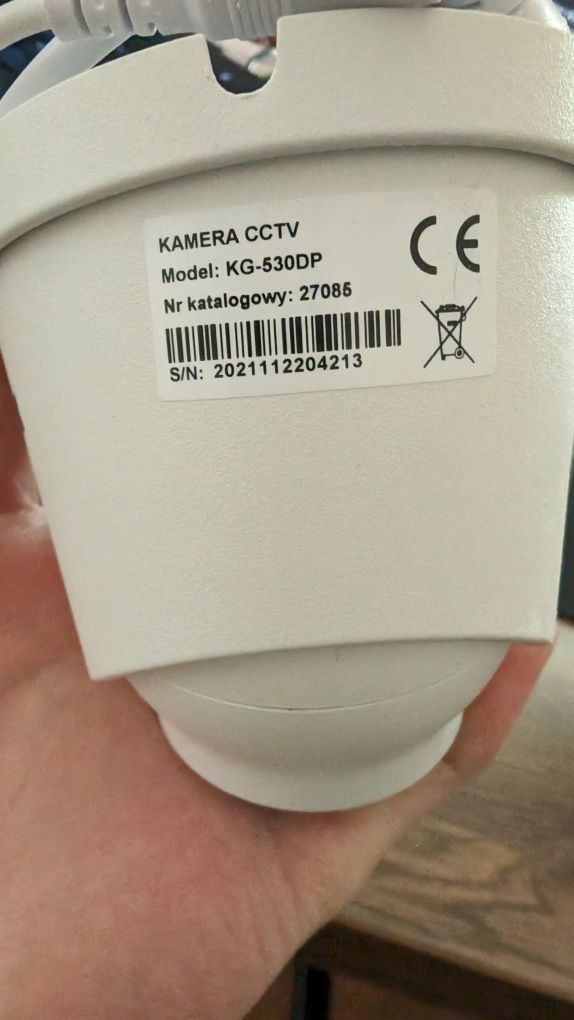 KAMERA CCTV
CE
Model: KG-530DP
Nr katalogowy: 27085
S/N: 2021112204213